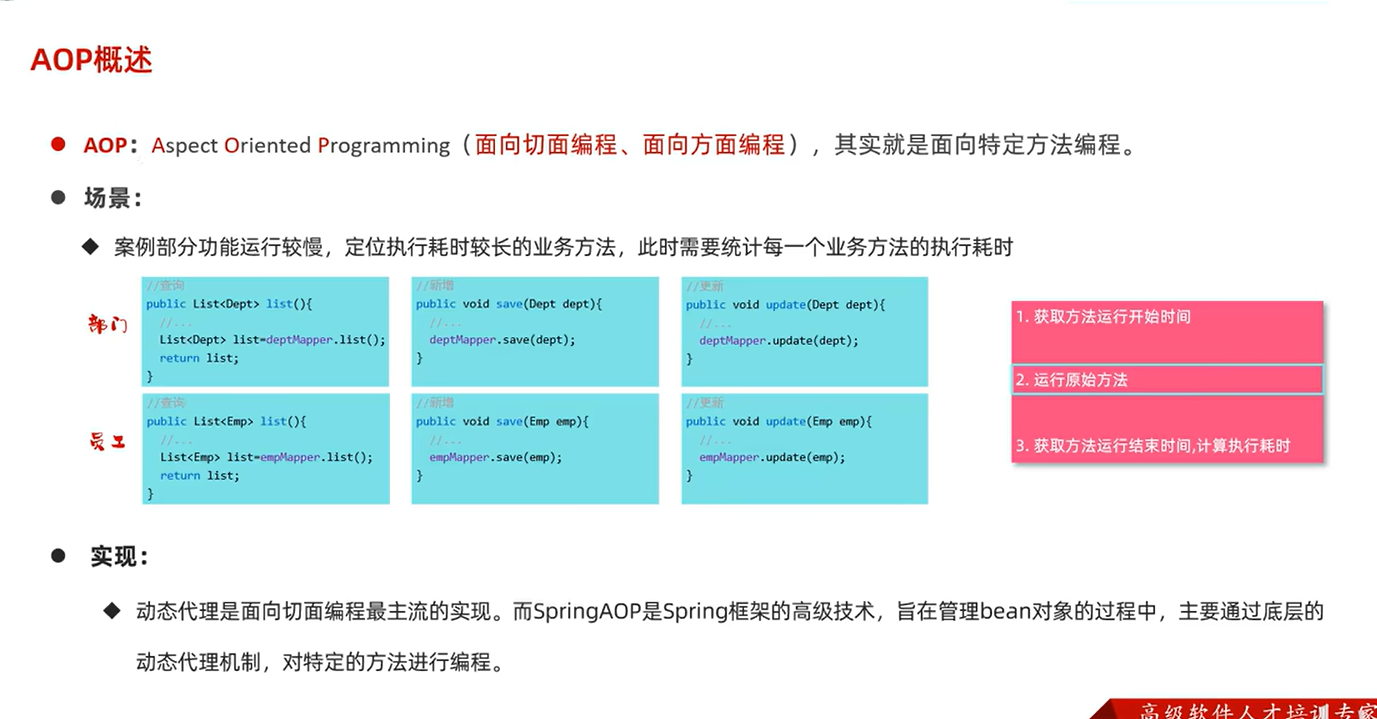 AOP概述
AOP：Aspect Oriented Programming（面向切面编程、面向方面编程），其实就是面向特定方法编程。
场景：
案例部分功能运行较慢，定位执行耗时较长的业务方法，此时需要统计每一个业务方法的执行耗时
部门
//查询
public List<Dept> list(){
//...
List<Dept> list=deptMapper.list();
return list;
}
//新增
public void save(Dept dept){
//...
deptMapper.save(dept);
}
//更新
public void update(Dept dept){
//...
deptMapper.update(dept);
}
员工
//查询
public List<Emp> list(){
//...
List<Emp> list=empMapper.list();
return list;
}
//新增
public void save(Emp emp){
//...
empMapper.save(emp);
}
//更新
public void update(Emp emp){
//...
empMapper.update(emp);
}
1. 获取方法运行开始时间
2. 运行原始方法
3. 获取方法运行结束时间,计算执行耗时
实现：
动态代理是面向切面编程最主流的实现。而SpringAOP是Spring框架的高级技术，旨在管理bean对象的过程中，主要通过底层的
动态代理机制，对特定的方法进行编程。
高级软件人才培训专家